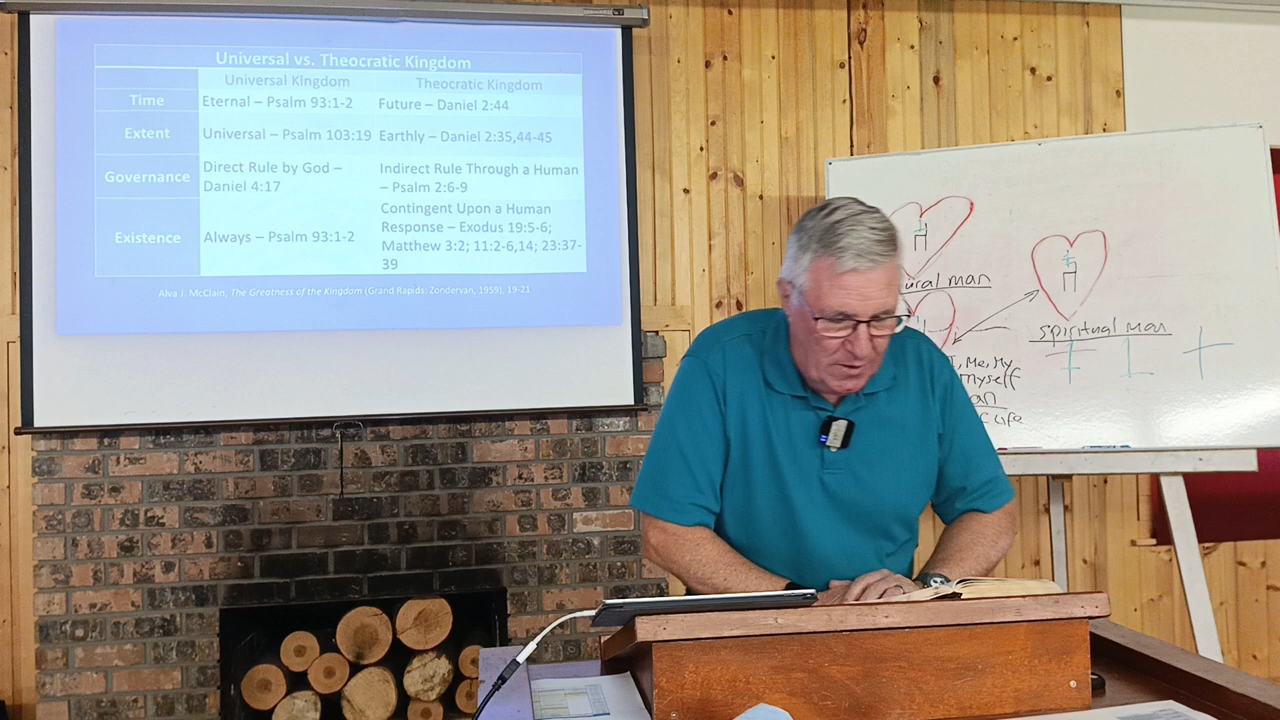 Universal vs. Theocratic Kingdom
Universal Kingdom
Theocratic Kingdom
Time
Eternal – Psalm 93:1-2
Future – Daniel 2:44
Extent
Universal – Psalm 103:19
Earthly – Daniel 2:35,44-45
Governance
Direct Rule by God –
Daniel 4:17
Indirect Rule Through a Human
– Psalm 2:6-9
Existence
Always – Psalm 93:1-2
Contingent Upon a Human
Response – Exodus 19:5-6;
Matthew 3:2; 11:2-6,14; 23:37-
39
Alva J. McClain, The Greatness of the Kingdom (Grand Rapids: Zondervan, 1959), 19-21
ural man
spiritual man
I, Me, My
myself
an
Life